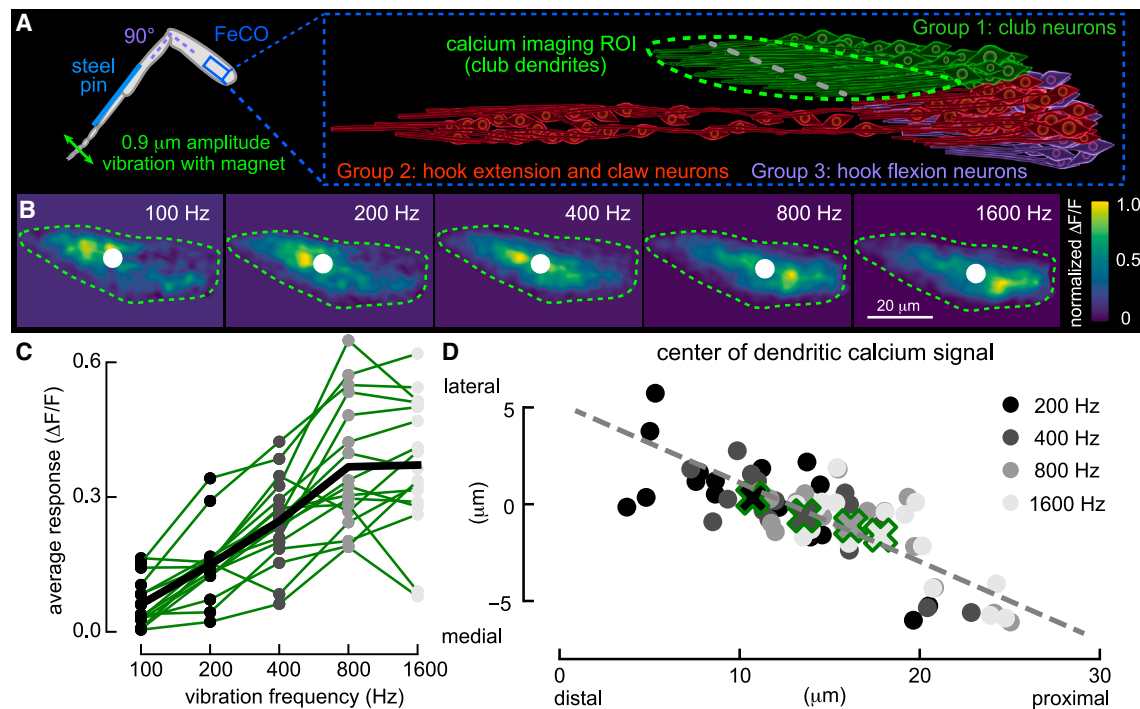 A
90°
FeCO
steel
pin
0.9 μm amplitude
vibration with magnet
calcium imaging ROI
(club dendrites)
Group 1: club neurons
Group 2: hook extension and claw neurons
Group 3: hook flexion neurons
B
100 Hz
200 Hz
400 Hz
800 Hz
1600 Hz
20 μm
normalized ΔF/F
1.0
0.5
0
C
average response (ΔF/F)
0.6
0.3
0.0
100 200 400 800 1600
vibration frequency (Hz)
D
center of dendritic calcium signal
lateral
5
0
−5
(μm)
medial
200 Hz
400 Hz
800 Hz
1600 Hz
0 10 20 30
distal (μm) proximal